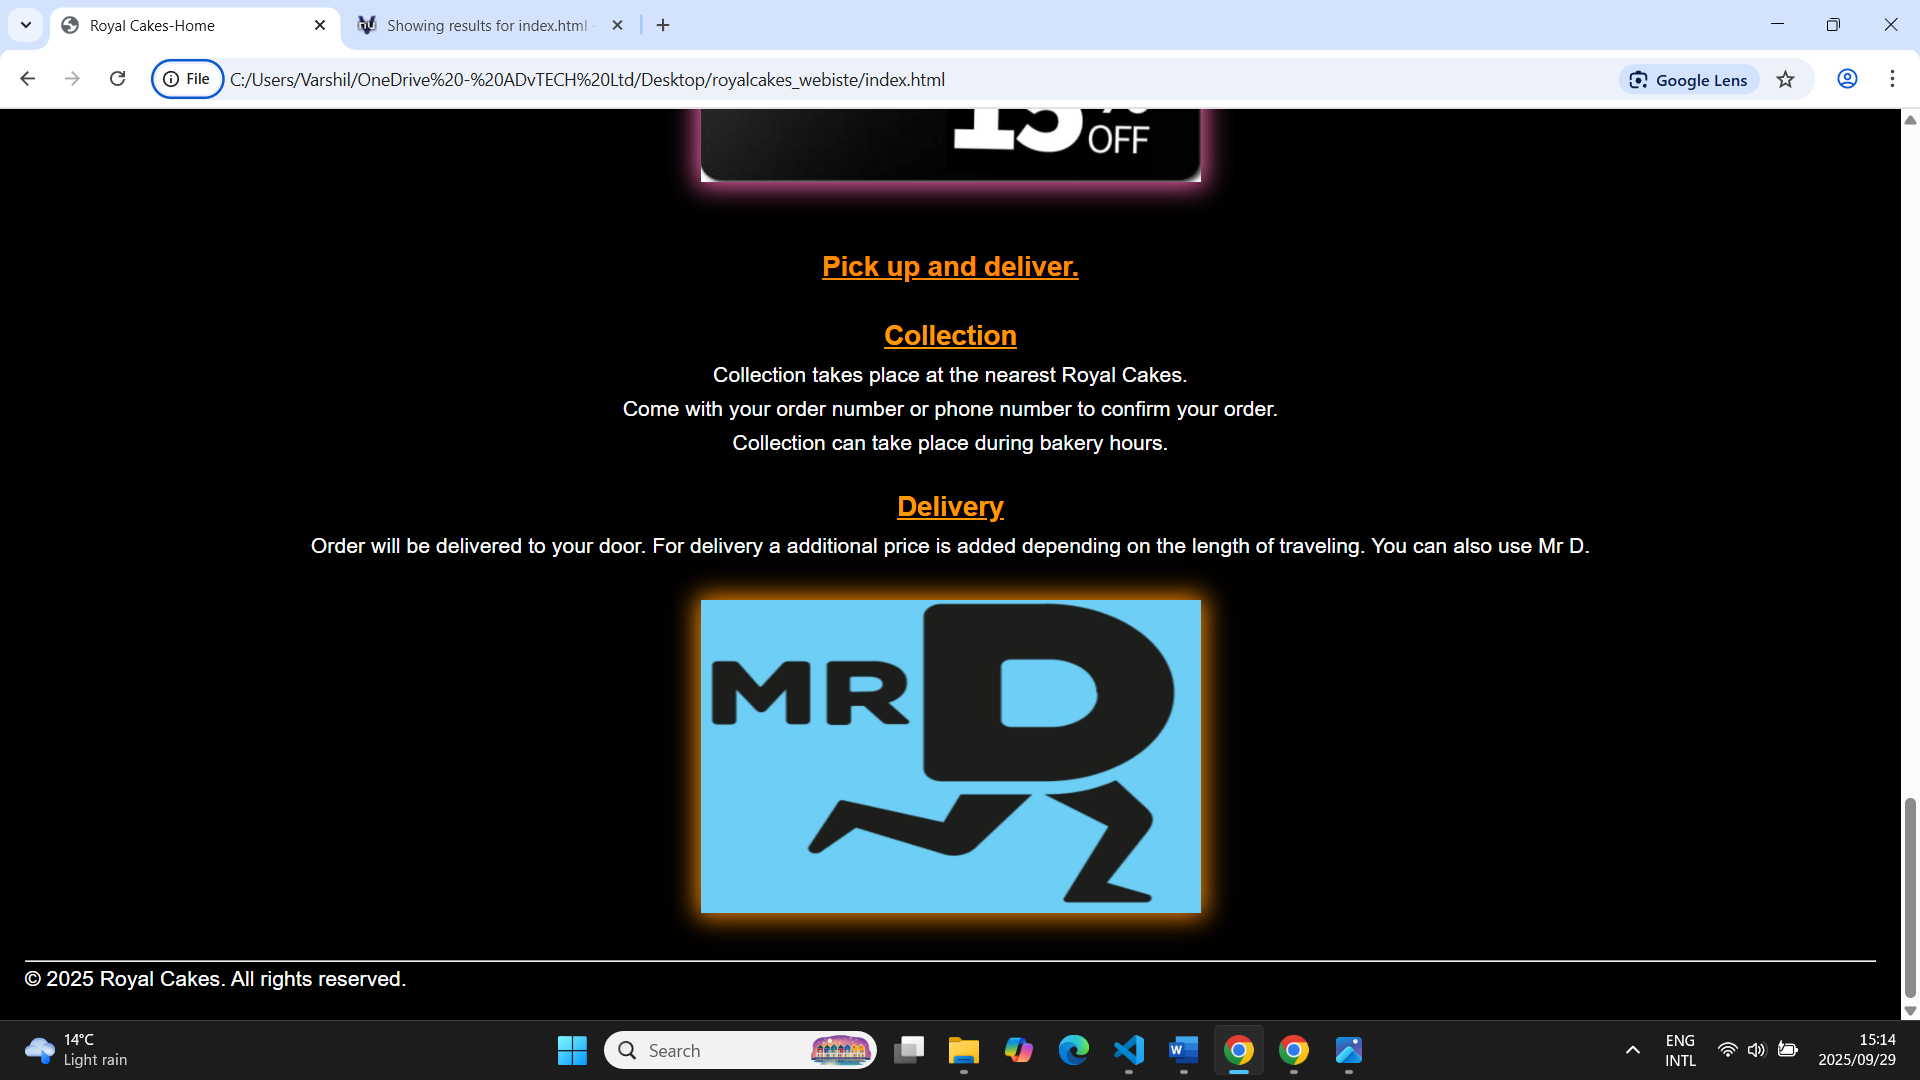 Royal Cakes-Home
Showing results for index.html
File
C:/Users/Varshil/OneDrive%20-%20ADvTECH%20Ltd/Desktop/royalcakes_webiste/index.html
Google Lens
15%
OFF
Pick up and deliver.
Collection
Collection takes place at the nearest Royal Cakes.
Come with your order number or phone number to confirm your order.
Collection can take place during bakery hours.
Delivery
Order will be delivered to your door. For delivery a additional price is added depending on the length of traveling. You can also use Mr D.
MR D
© 2025 Royal Cakes. All rights reserved.
14°C
Light rain
Search
ENG
INTL
15:14
2025/09/29